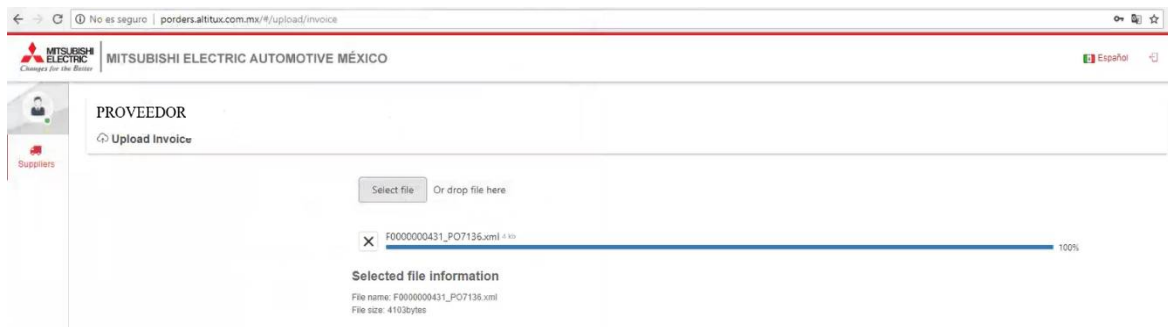 No es seguro | porders.altitux.com.mx/#/upload/invoice
MITSUBISHI ELECTRIC
Changes for the Better
MITSUBISHI ELECTRIC AUTOMOTIVE MÉXICO
Español
PROVEEDOR
Upload Invoice
Suppliers
Select file Or drop file here
F0000000431_PO7136.xml 4 kb
100%
Selected file information
File name: F0000000431_PO7136.xml
File size: 4103bytes